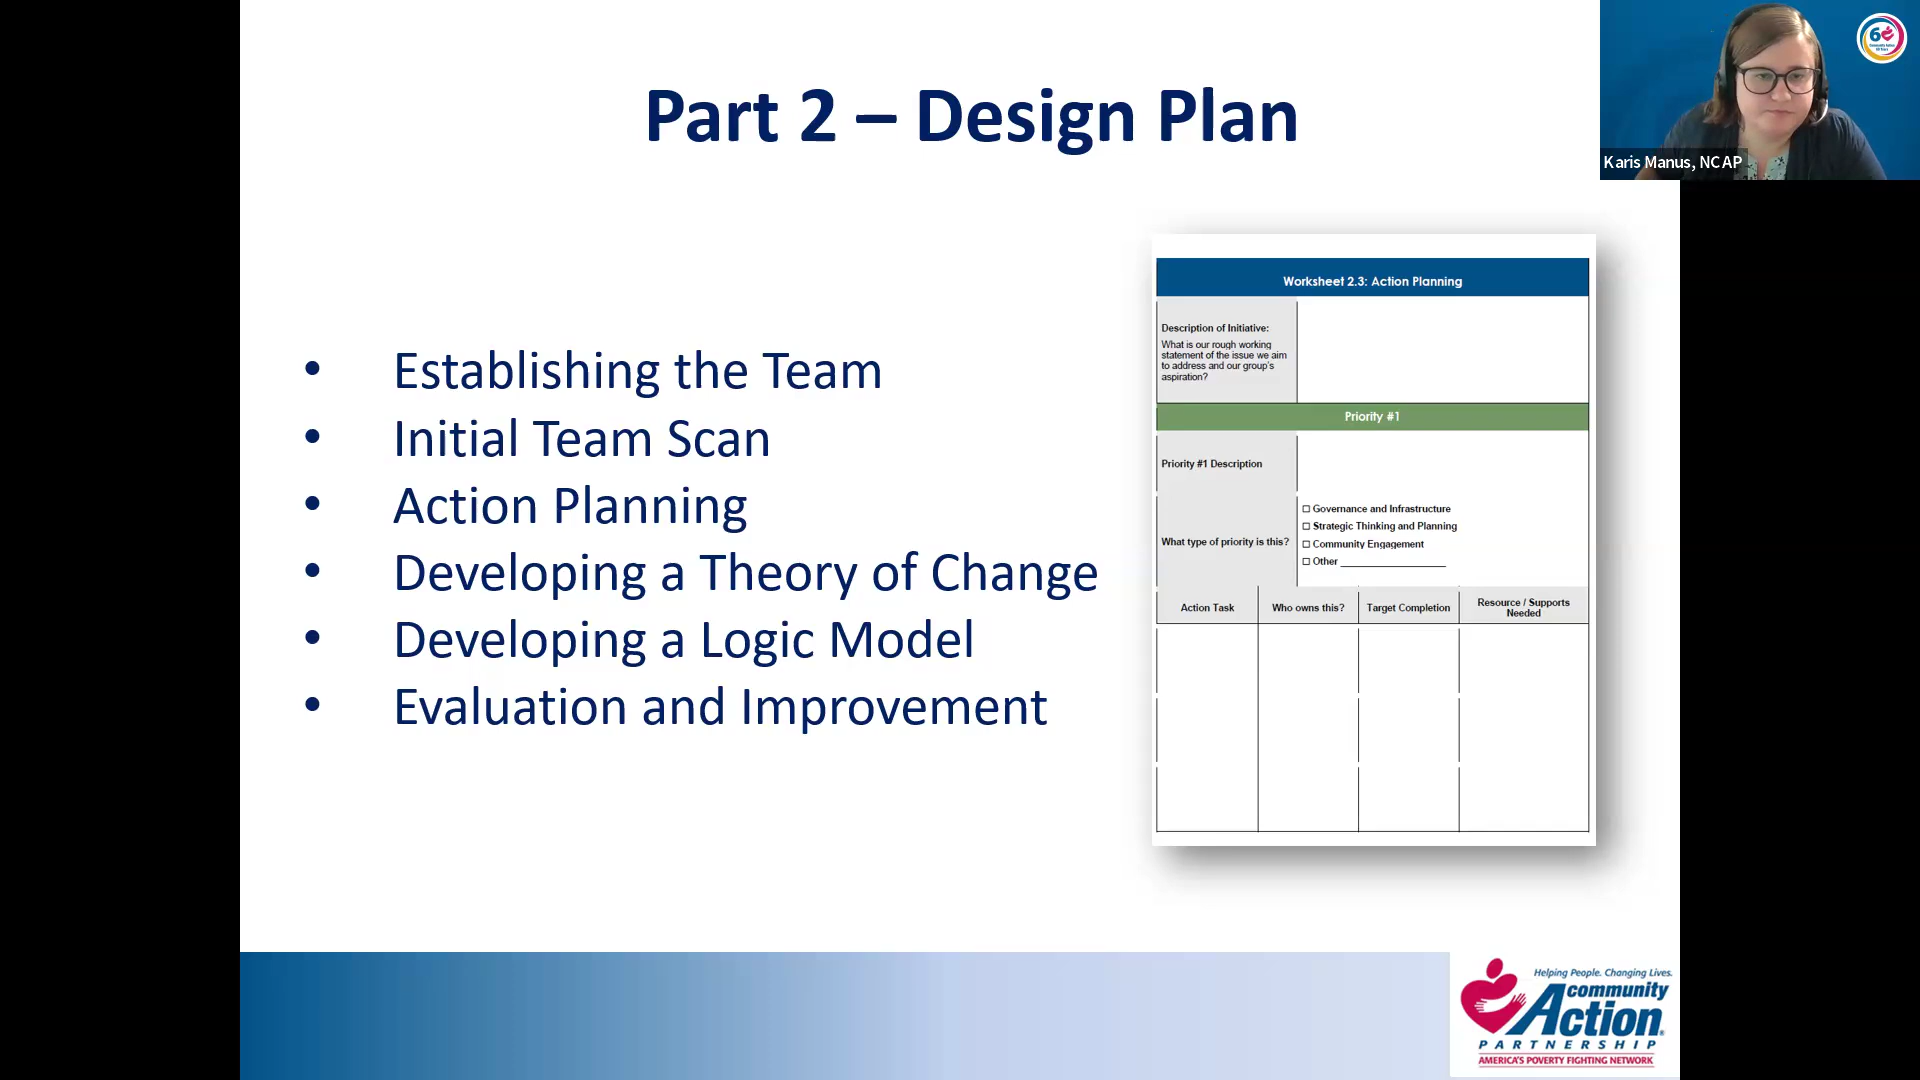 Part 2 – Design Plan
• Establishing the Team
• Initial Team Scan
• Action Planning
• Developing a Theory of Change
• Developing a Logic Model
• Evaluation and Improvement
Worksheet 2.3: Action Planning
Description of Initiative:
What is our rough working
statement of the issue we aim
to address and our group's
aspiration?
Priority #1
Priority #1 Description
What type of priority is this?
☐ Governance and Infrastructure
☐ Strategic Thinking and Planning
☐ Community Engagement
☐ Other ____________________
Action Task
Who owns this?
Target Completion
Resource / Supports
Needed
Karis Manus, NCAP
60
Helping People. Changing Lives.
community
Action
PARTNERSHIP
AMERICA'S POVERTY FIGHTING NETWORK